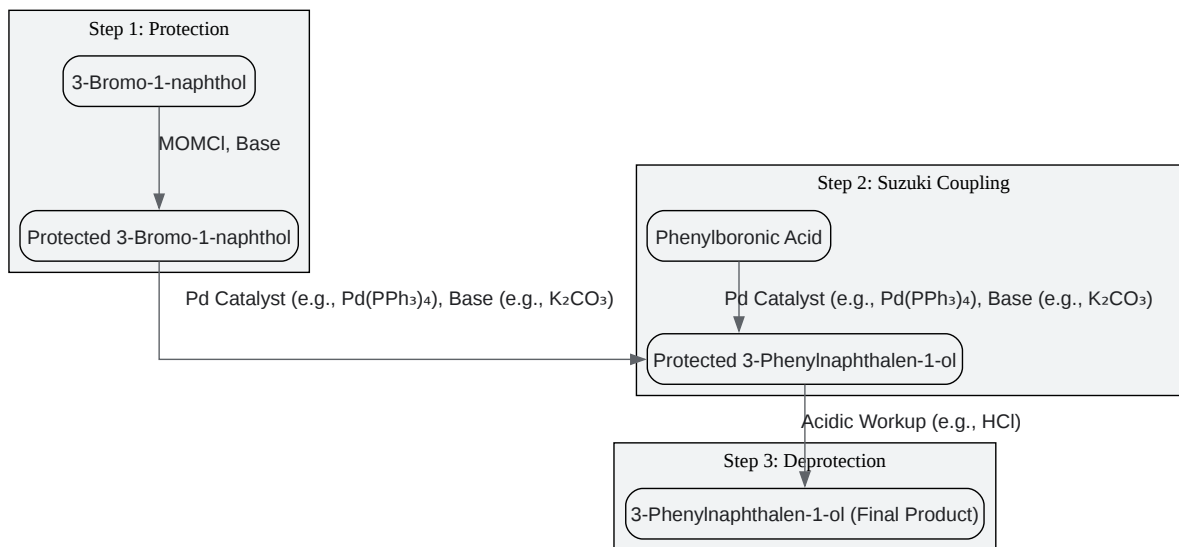 Step 1: Protection
3-Bromo-1-naphthol
MOMCl, Base
Protected 3-Bromo-1-naphthol
Step 2: Suzuki Coupling
Phenylboronic Acid
Pd Catalyst (e.g., Pd(PPh₃)₄), Base (e.g., K₂CO₃)
Pd Catalyst (e.g., Pd(PPh₃)₄), Base (e.g., K₂CO₃)
Protected 3-Phenylnaphthalen-1-ol
Acidic Workup (e.g., HCl)
Step 3: Deprotection
3-Phenylnaphthalen-1-ol (Final Product)